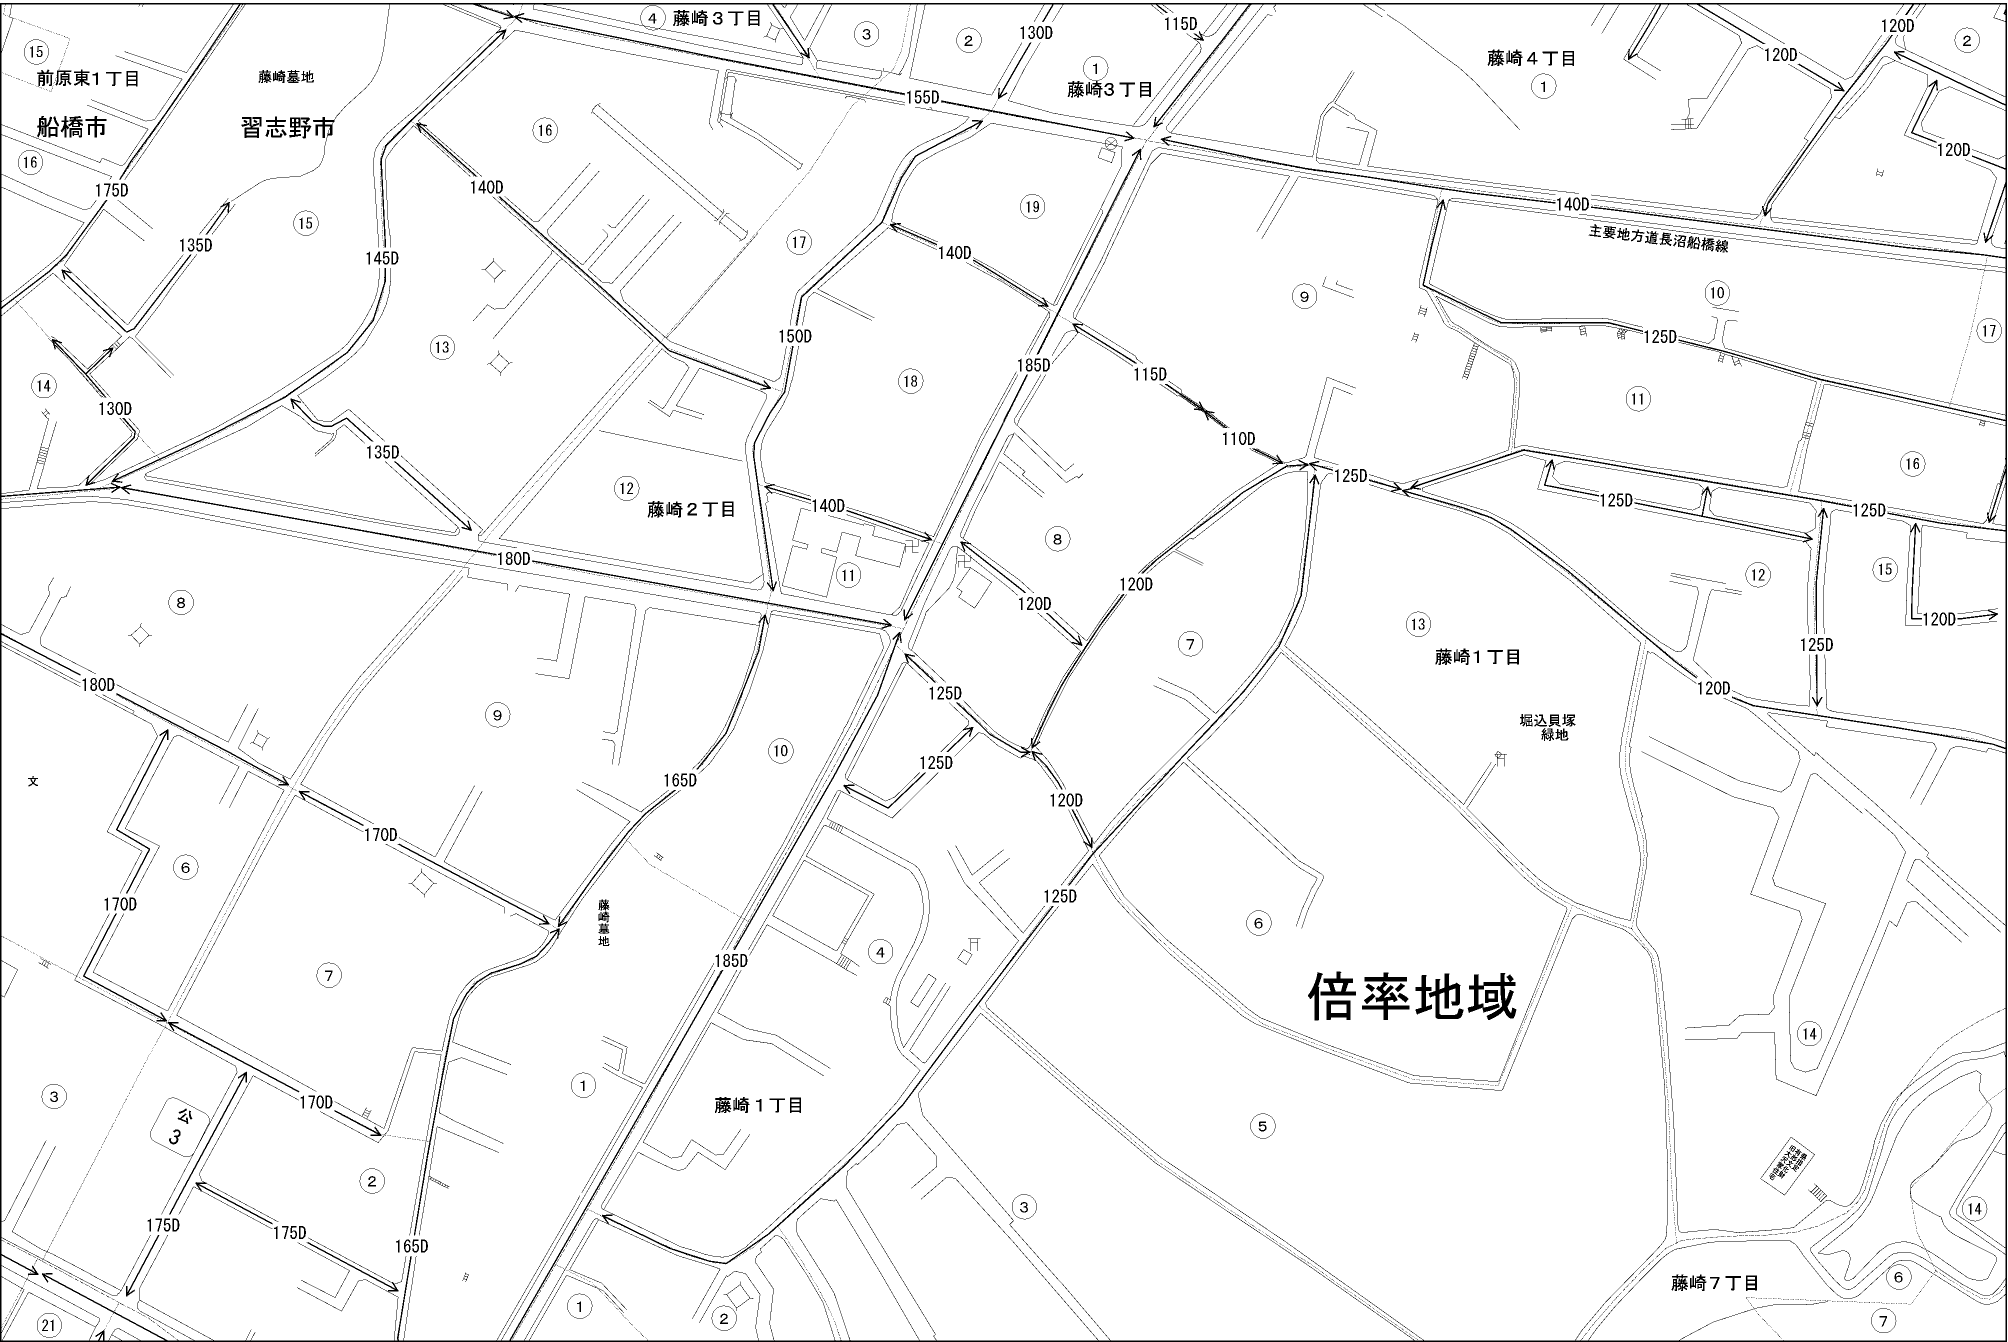 ④ 藤崎３丁目
③
②
130D
①
藤崎３丁目
115D
藤崎４丁目
①
120D
120D
②
⑮
前原東１丁目
船橋市
⑯
藤崎墓地
習志野市
175D
135D
⑮
145D
⑯
155D
140D
⑰
⑲
140D
140D
主要地方道長沼船橋線
120D
⑩
⑰
125D
⑨
⑬
150D
⑱
185D
115D
110D
⑪
⑭
130D
135D
⑫
藤崎２丁目
140D
⑪
180D
⑧
120D
120D
125D
125D
125D
⑯
⑫
⑮
120D
125D
⑧
180D
⑨
⑩
165D
125D
125D
120D
⑦
⑬
藤崎１丁目
120D
堀込貝塚
緑地
文
170D
⑥
170D
⑦
藤崎墓地
185D
④
125D
⑥
倍率地域
⑭
③
公
3
170D
②
①
藤崎１丁目
⑤
③
175D
175D
165D
①
②
㉑
藤崎７丁目
⑭
⑥
⑦